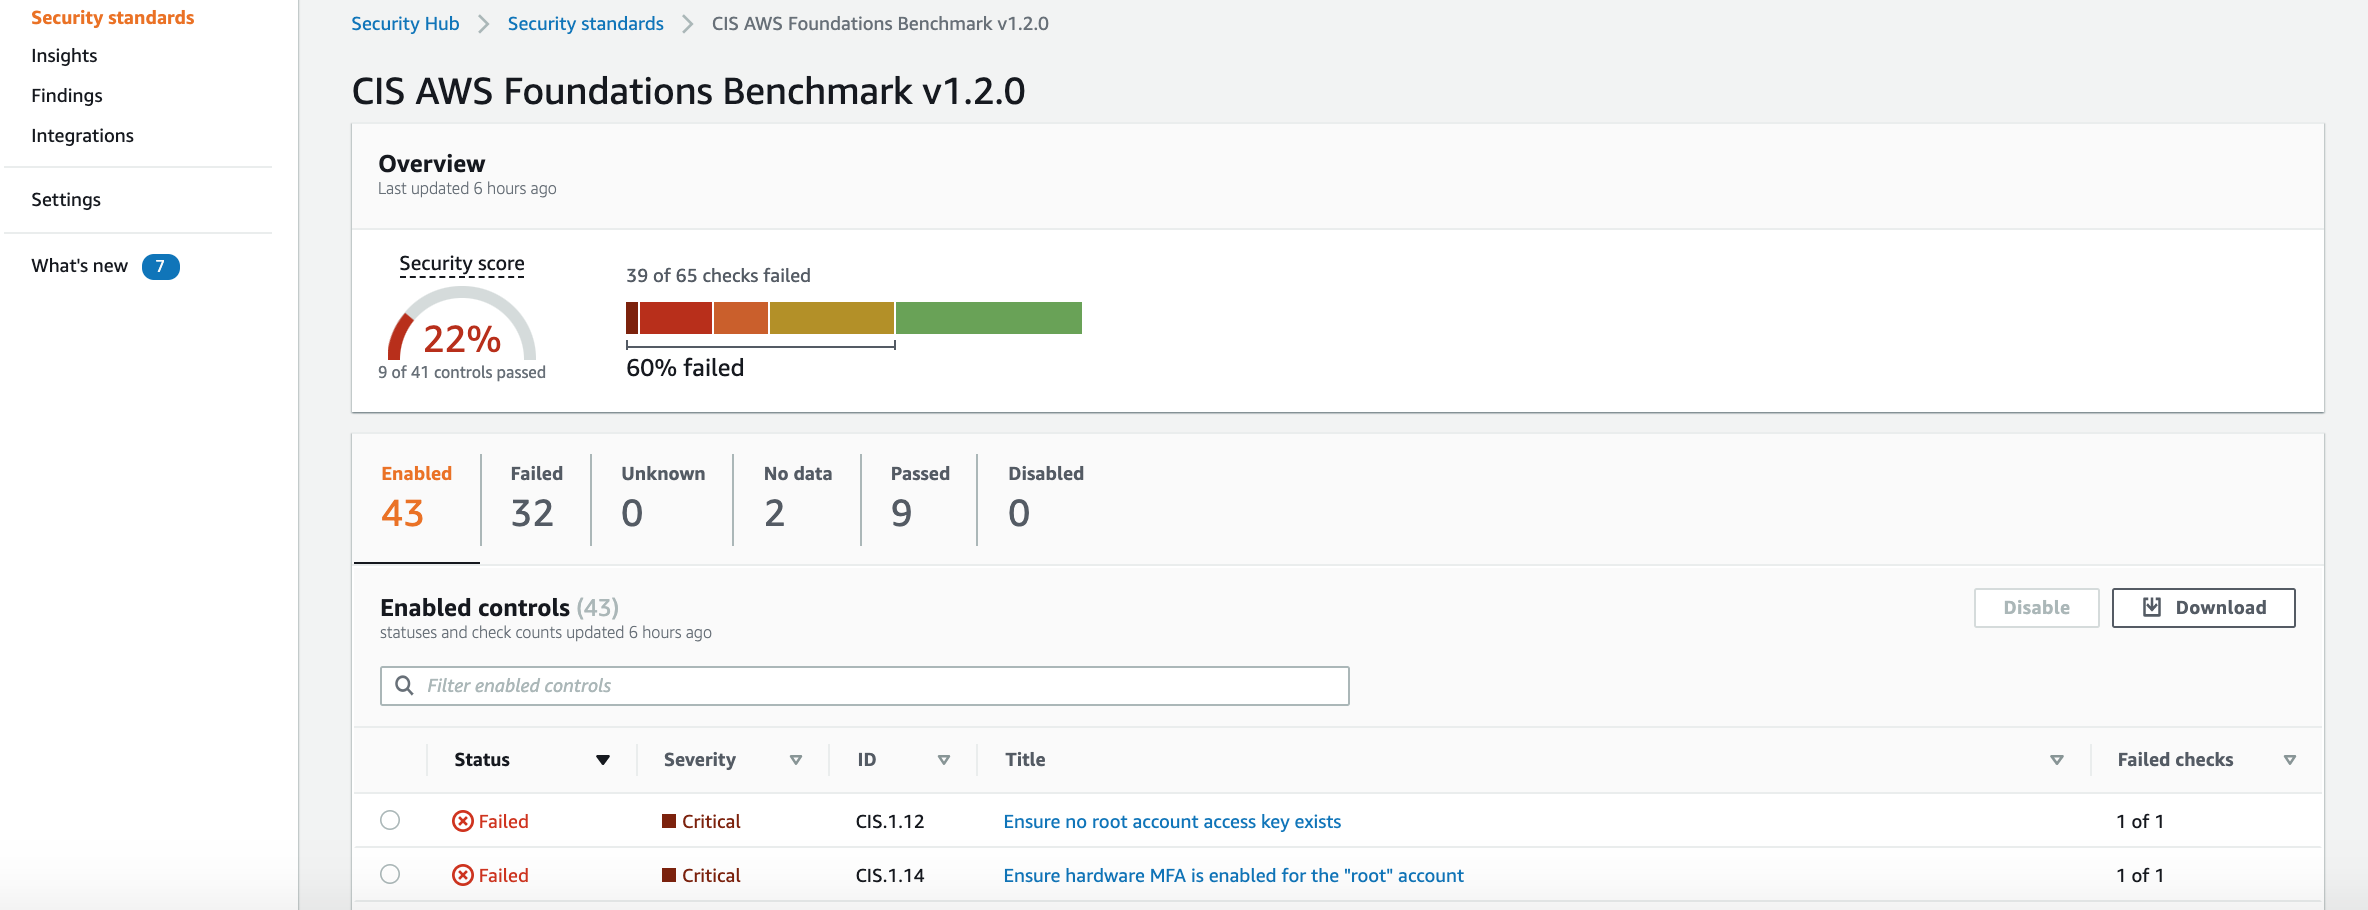 Security standards
Insights
Findings
Integrations
Settings
What's new 7
Security Hub > Security standards > CIS AWS Foundations Benchmark v1.2.0
CIS AWS Foundations Benchmark v1.2.0
Overview
Last updated 6 hours ago
Security score
22%
9 of 41 controls passed
39 of 65 checks failed
60% failed
Enabled Failed Unknown No data Passed Disabled
43 32 0 2 9 0
Enabled controls (43)
statuses and check counts updated 6 hours ago
Disable Download
Filter enabled controls
Status Severity ID Title Failed checks
Failed Critical CIS.1.12 Ensure no root account access key exists 1 of 1
Failed Critical CIS.1.14 Ensure hardware MFA is enabled for the "root" account 1 of 1